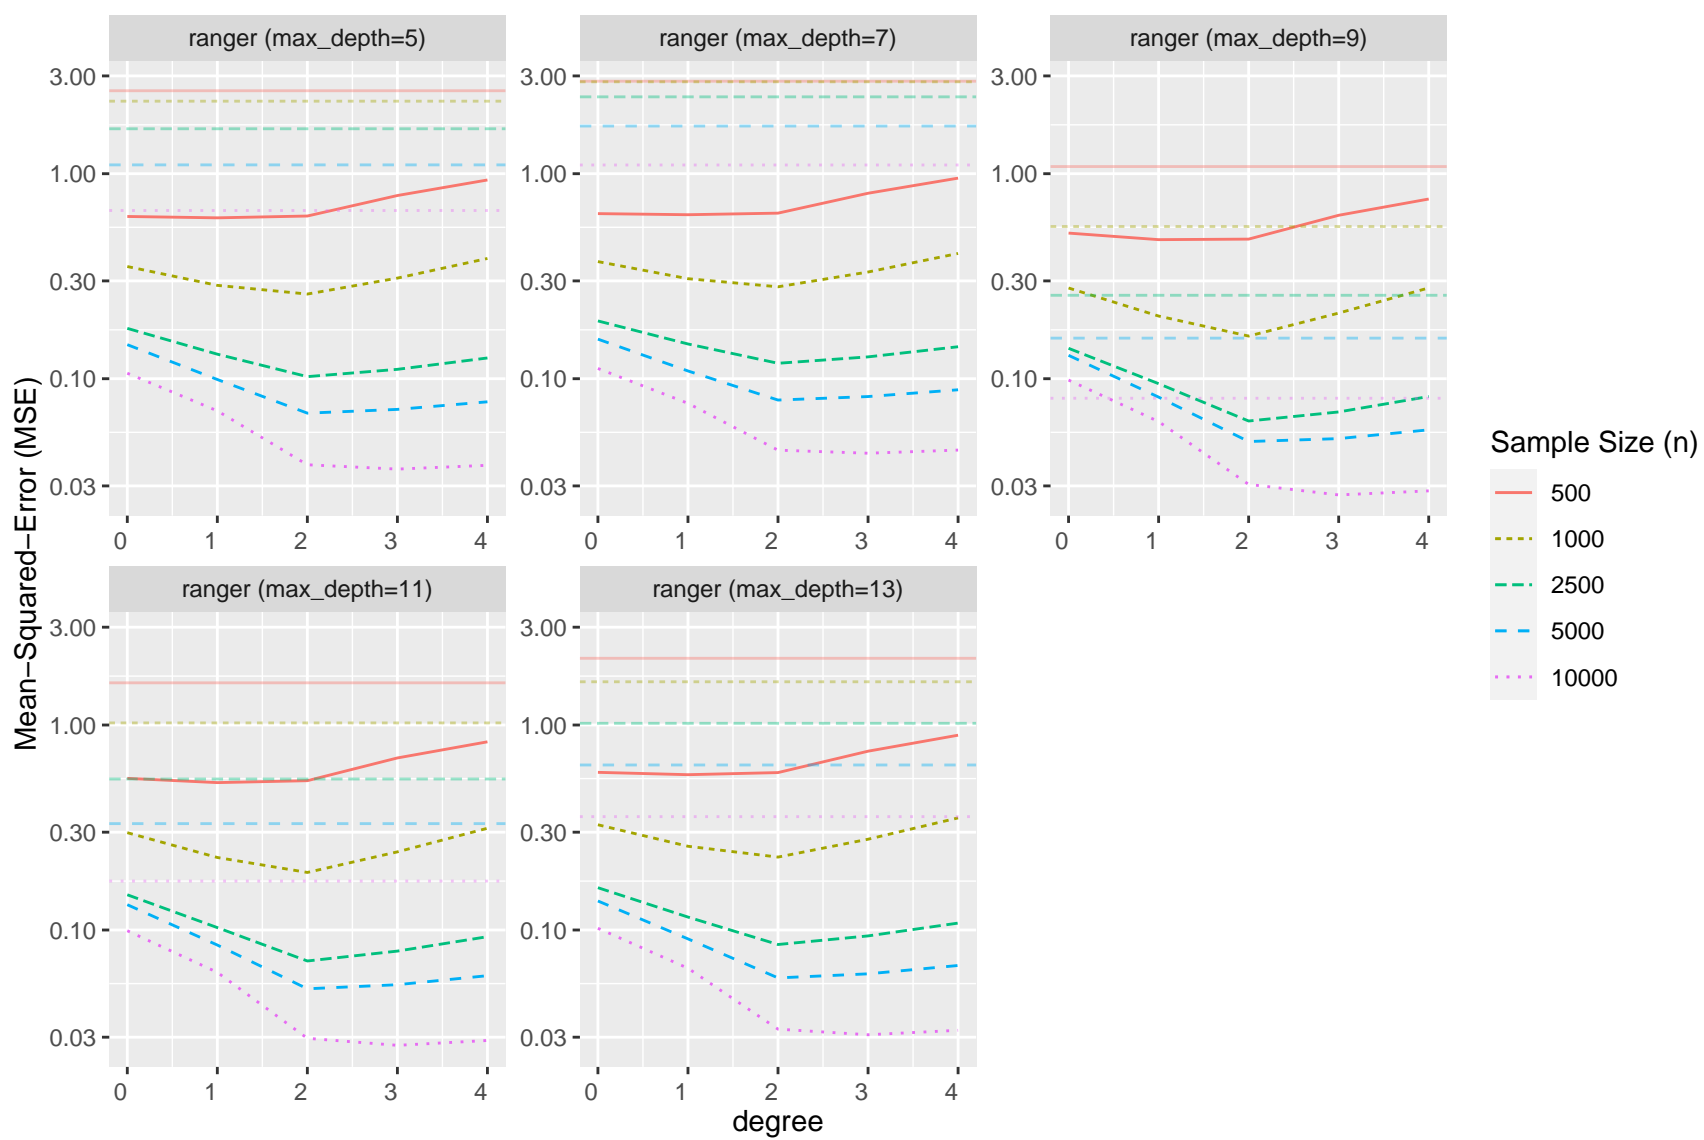 ranger (max_depth=5)
ranger (max_depth=7)
ranger (max_depth=9)
3.00
1.00
0.30
0.10
0.03
3.00
1.00
0.30
0.10
0.03
3.00
1.00
0.30
0.10
0.03
0 1 2 3 4
0 1 2 3 4
0 1 2 3 4
ranger (max_depth=11)
ranger (max_depth=13)
3.00
1.00
0.30
0.10
0.03
3.00
1.00
0.30
0.10
0.03
0 1 2 3 4
0 1 2 3 4
degree
Mean−Squared−Error (MSE)
Sample Size (n)
500
1000
2500
5000
10000